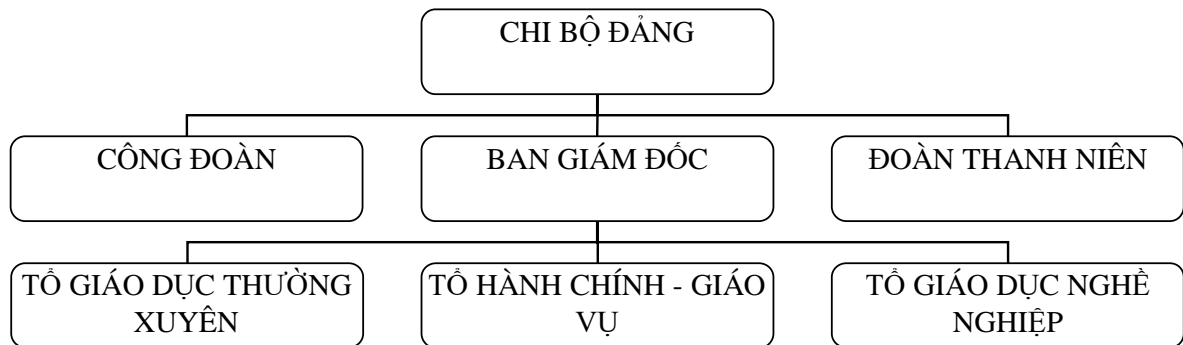 CHI BỘ ĐẢNG
CÔNG ĐOÀN
BAN GIÁM ĐỐC
ĐOÀN THANH NIÊN
TỔ GIÁO DỤC THƯỜNG
XUYÊN
TỔ HÀNH CHÍNH - GIÁO
VỤ
TỔ GIÁO DỤC NGHỀ
NGHIỆP